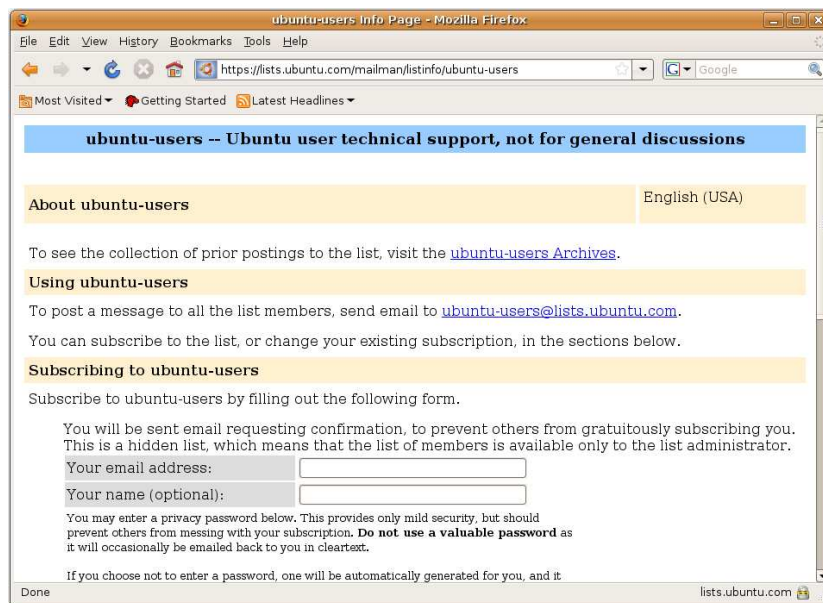 ubuntu-users Info Page - Mozilla Firefox
File Edit View History Bookmarks Tools Help
https://lists.ubuntu.com/mailman/listinfo/ubuntu-users
G Google
Most Visited Getting Started Latest Headlines
ubuntu-users -- Ubuntu user technical support, not for general discussions
About ubuntu-users
English (USA)
To see the collection of prior postings to the list, visit the ubuntu-users Archives.
Using ubuntu-users
To post a message to all the list members, send email to ubuntu-users@lists.ubuntu.com.
You can subscribe to the list, or change your existing subscription, in the sections below.
Subscribing to ubuntu-users
Subscribe to ubuntu-users by filling out the following form.
You will be sent email requesting confirmation, to prevent others from gratuitously subscribing you.
This is a hidden list, which means that the list of members is available only to the list administrator.
Your email address:
Your name (optional):
You may enter a privacy password below. This provides only mild security, but should
prevent others from messing with your subscription. Do not use a valuable password as
it will occasionally be emailed back to you in cleartext.
If you choose not to enter a password, one will be automatically generated for you, and it
Done
lists.ubuntu.com